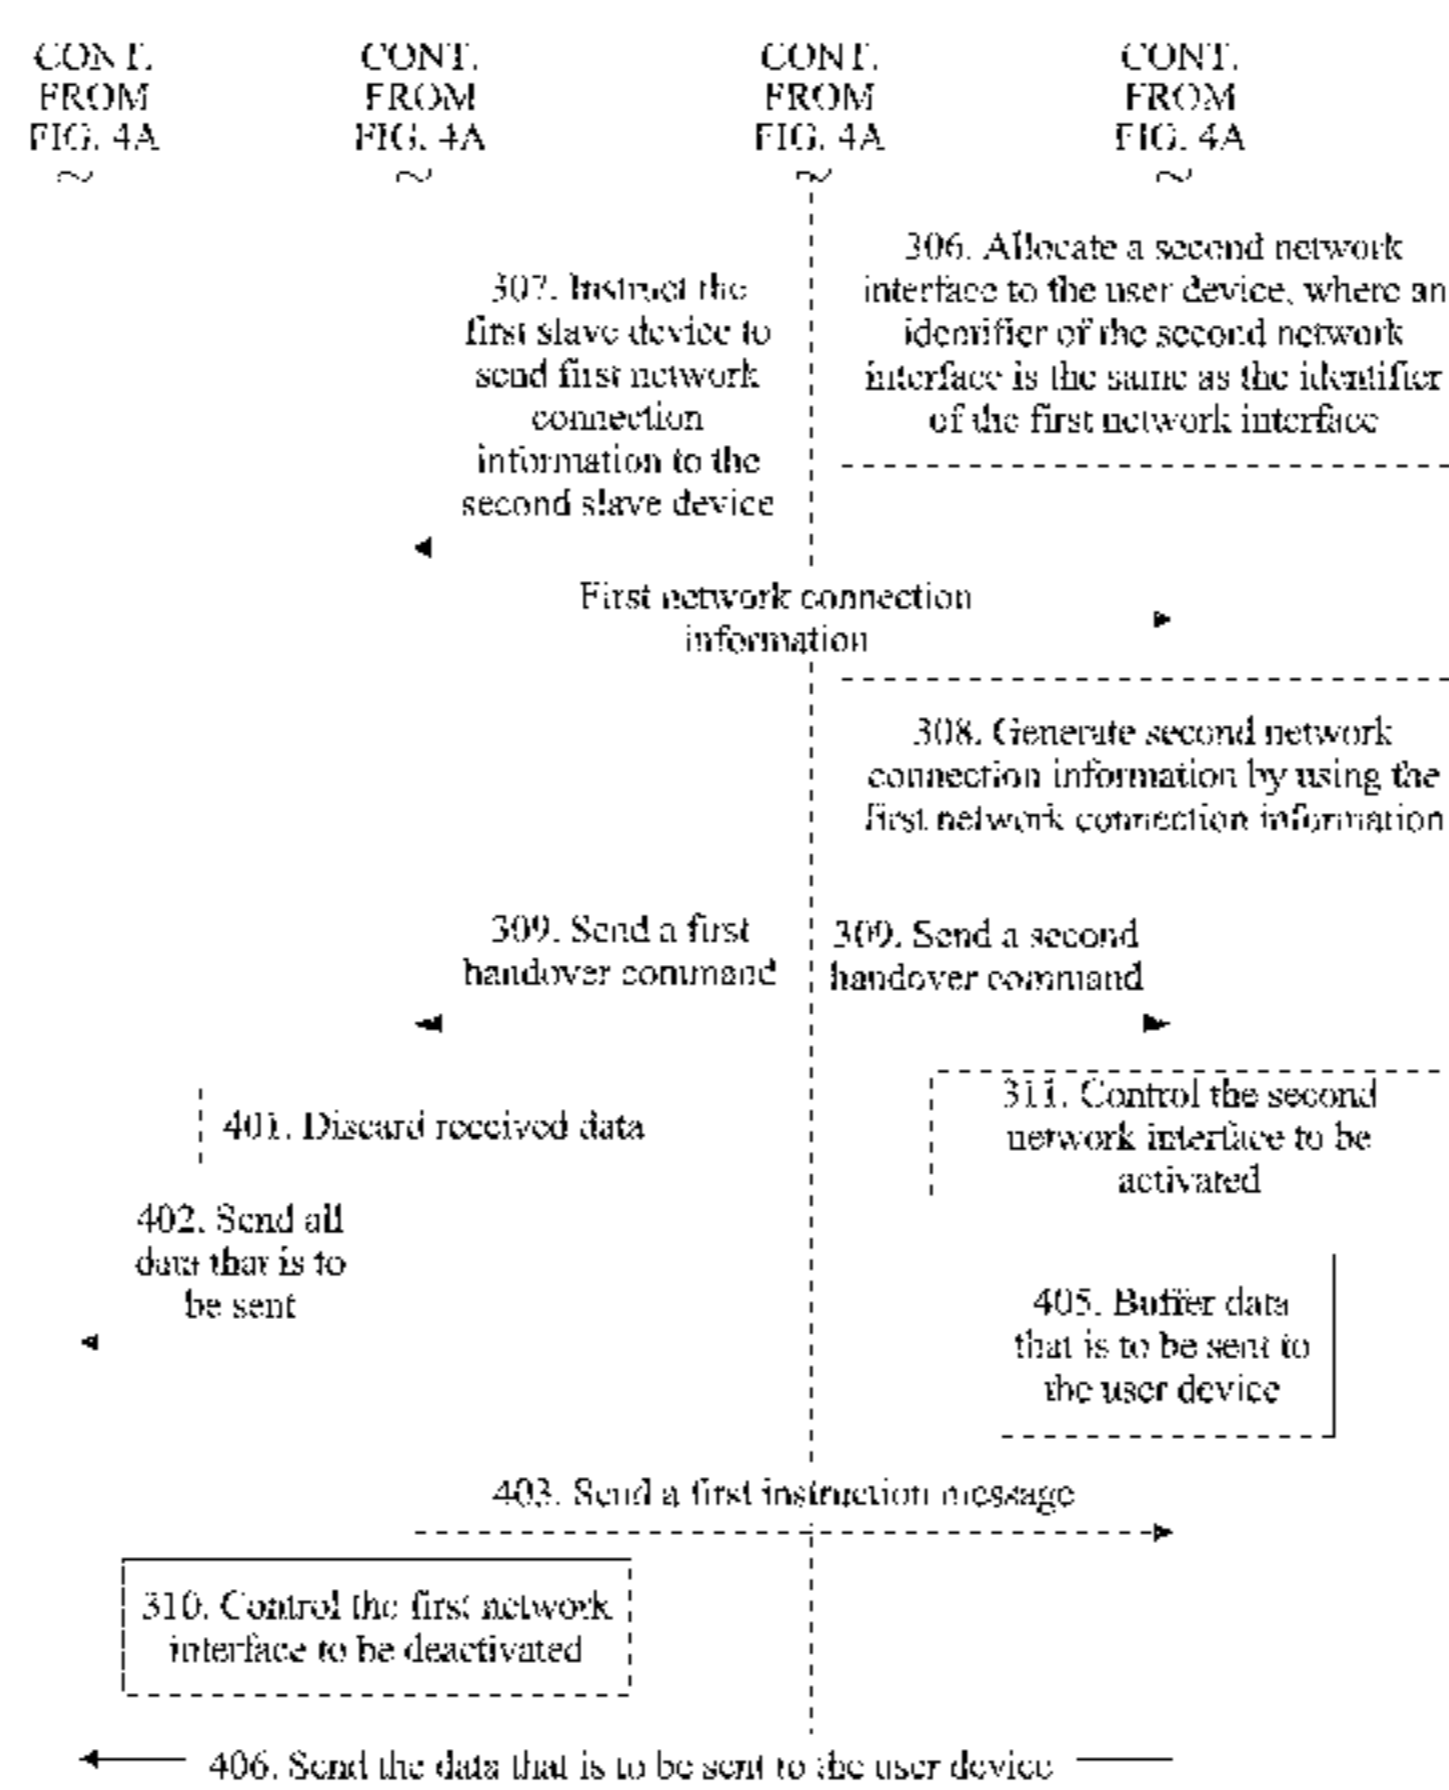 CONT.
FROM
FIG. 4A
CONT.
FROM
FIG. 4A
CONT.
FROM
FIG. 4A
CONT.
FROM
FIG. 4A
306. Allocate a second network
interface to the user device, where an
identifier of the second network
interface is the same as the identifier
of the first network interface
307. Instruct the
first slave device to
send first network
connection
information to the
second slave device
First network connection
information
308. Generate second network
connection information by using the
first network connection information
309. Send a first
handover command
309. Send a second
handover command
401. Discard received data
311. Control the second
network interface to be
activated
402. Send all
data that is to
be sent
405. Buffer data
that is to be sent to
the user device
403. Send a first instruction message
310. Control the first network
interface to be deactivated
406. Send the data that is to be sent to the user device